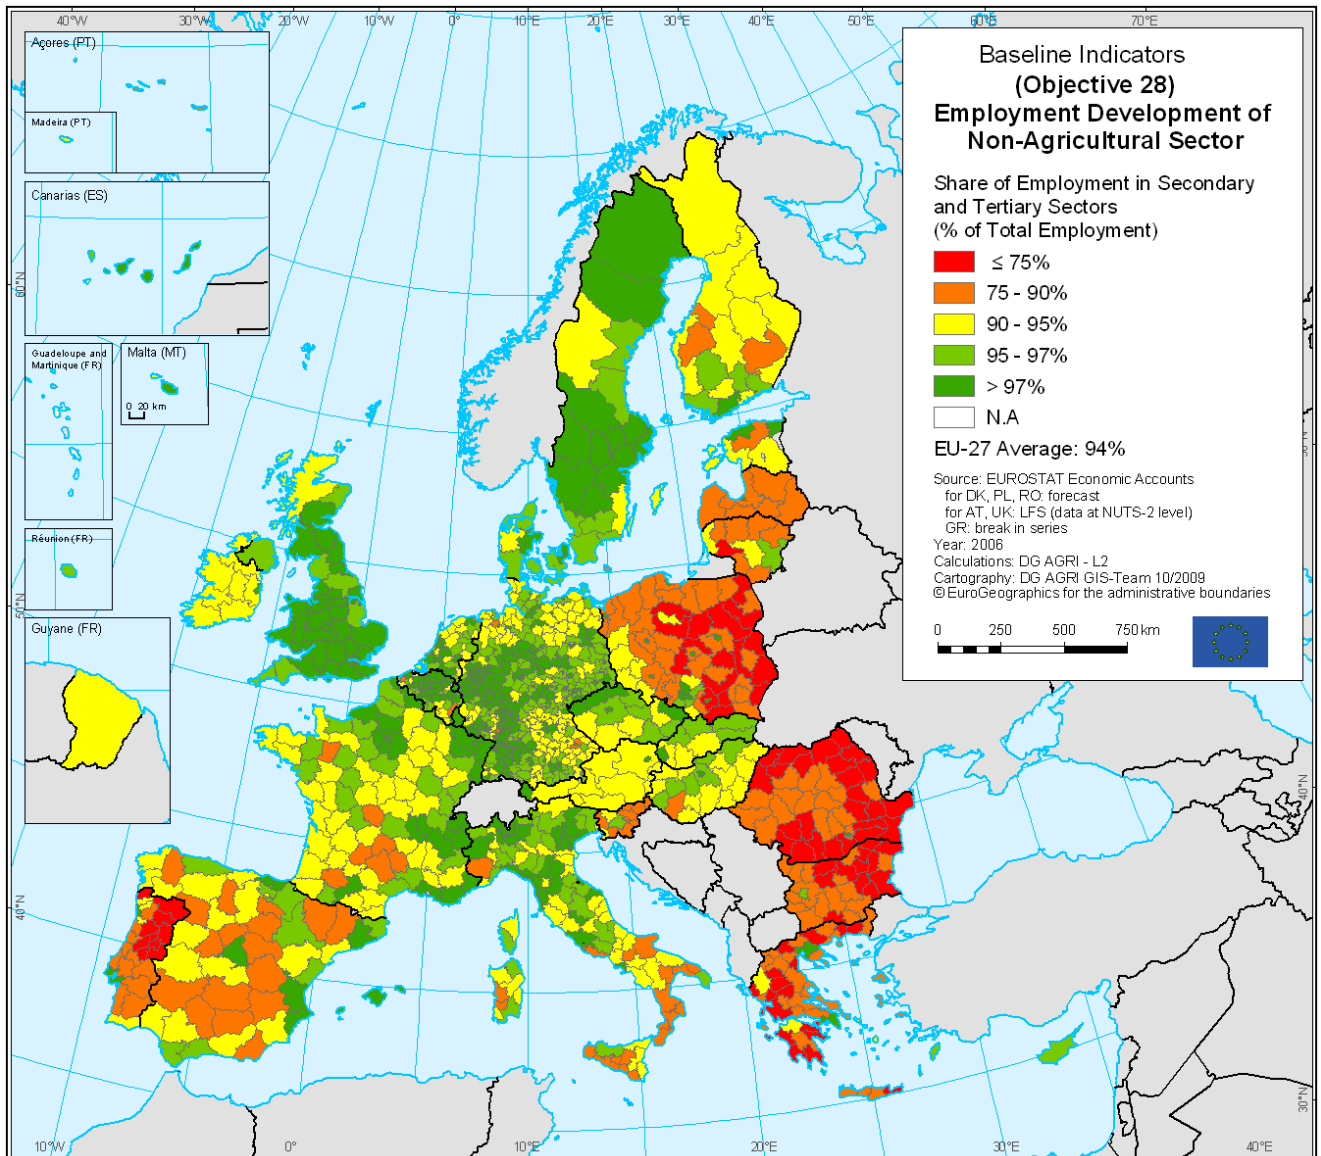 40°W
30°W
20°W
10°W
0°
10°E
20°E
30°E
40°E
50°E
60°E
70°E
Açores (PT)
Madeira (PT)
Canarias (ES)
Guadeloupe and
Martinique (FR)
Malta (MT)
0 20 km
Réunion (FR)
Guyane (FR)
60°N
50°N
40°N
Baseline Indicators
(Objective 28)
Employment Development of
Non-Agricultural Sector
Share of Employment in Secondary
and Tertiary Sectors
(% of Total Employment)
≤ 75%
75 - 90%
90 - 95%
95 - 97%
> 97%
N.A
EU-27 Average: 94%
Source: EUROSTAT Economic Accounts
for DK, PL, RO: forecast
for AT, UK: LFS (data at NUTS-2 level)
GR: break in series
Year: 2006
Calculations: DG AGRI - L2
Cartography: DG AGRI GIS-Team 10/2009
© EuroGeographics for the administrative boundaries
0 250 500 750 km
40°N
30°N
10°W
0°
10°E
20°E
30°E
40°E